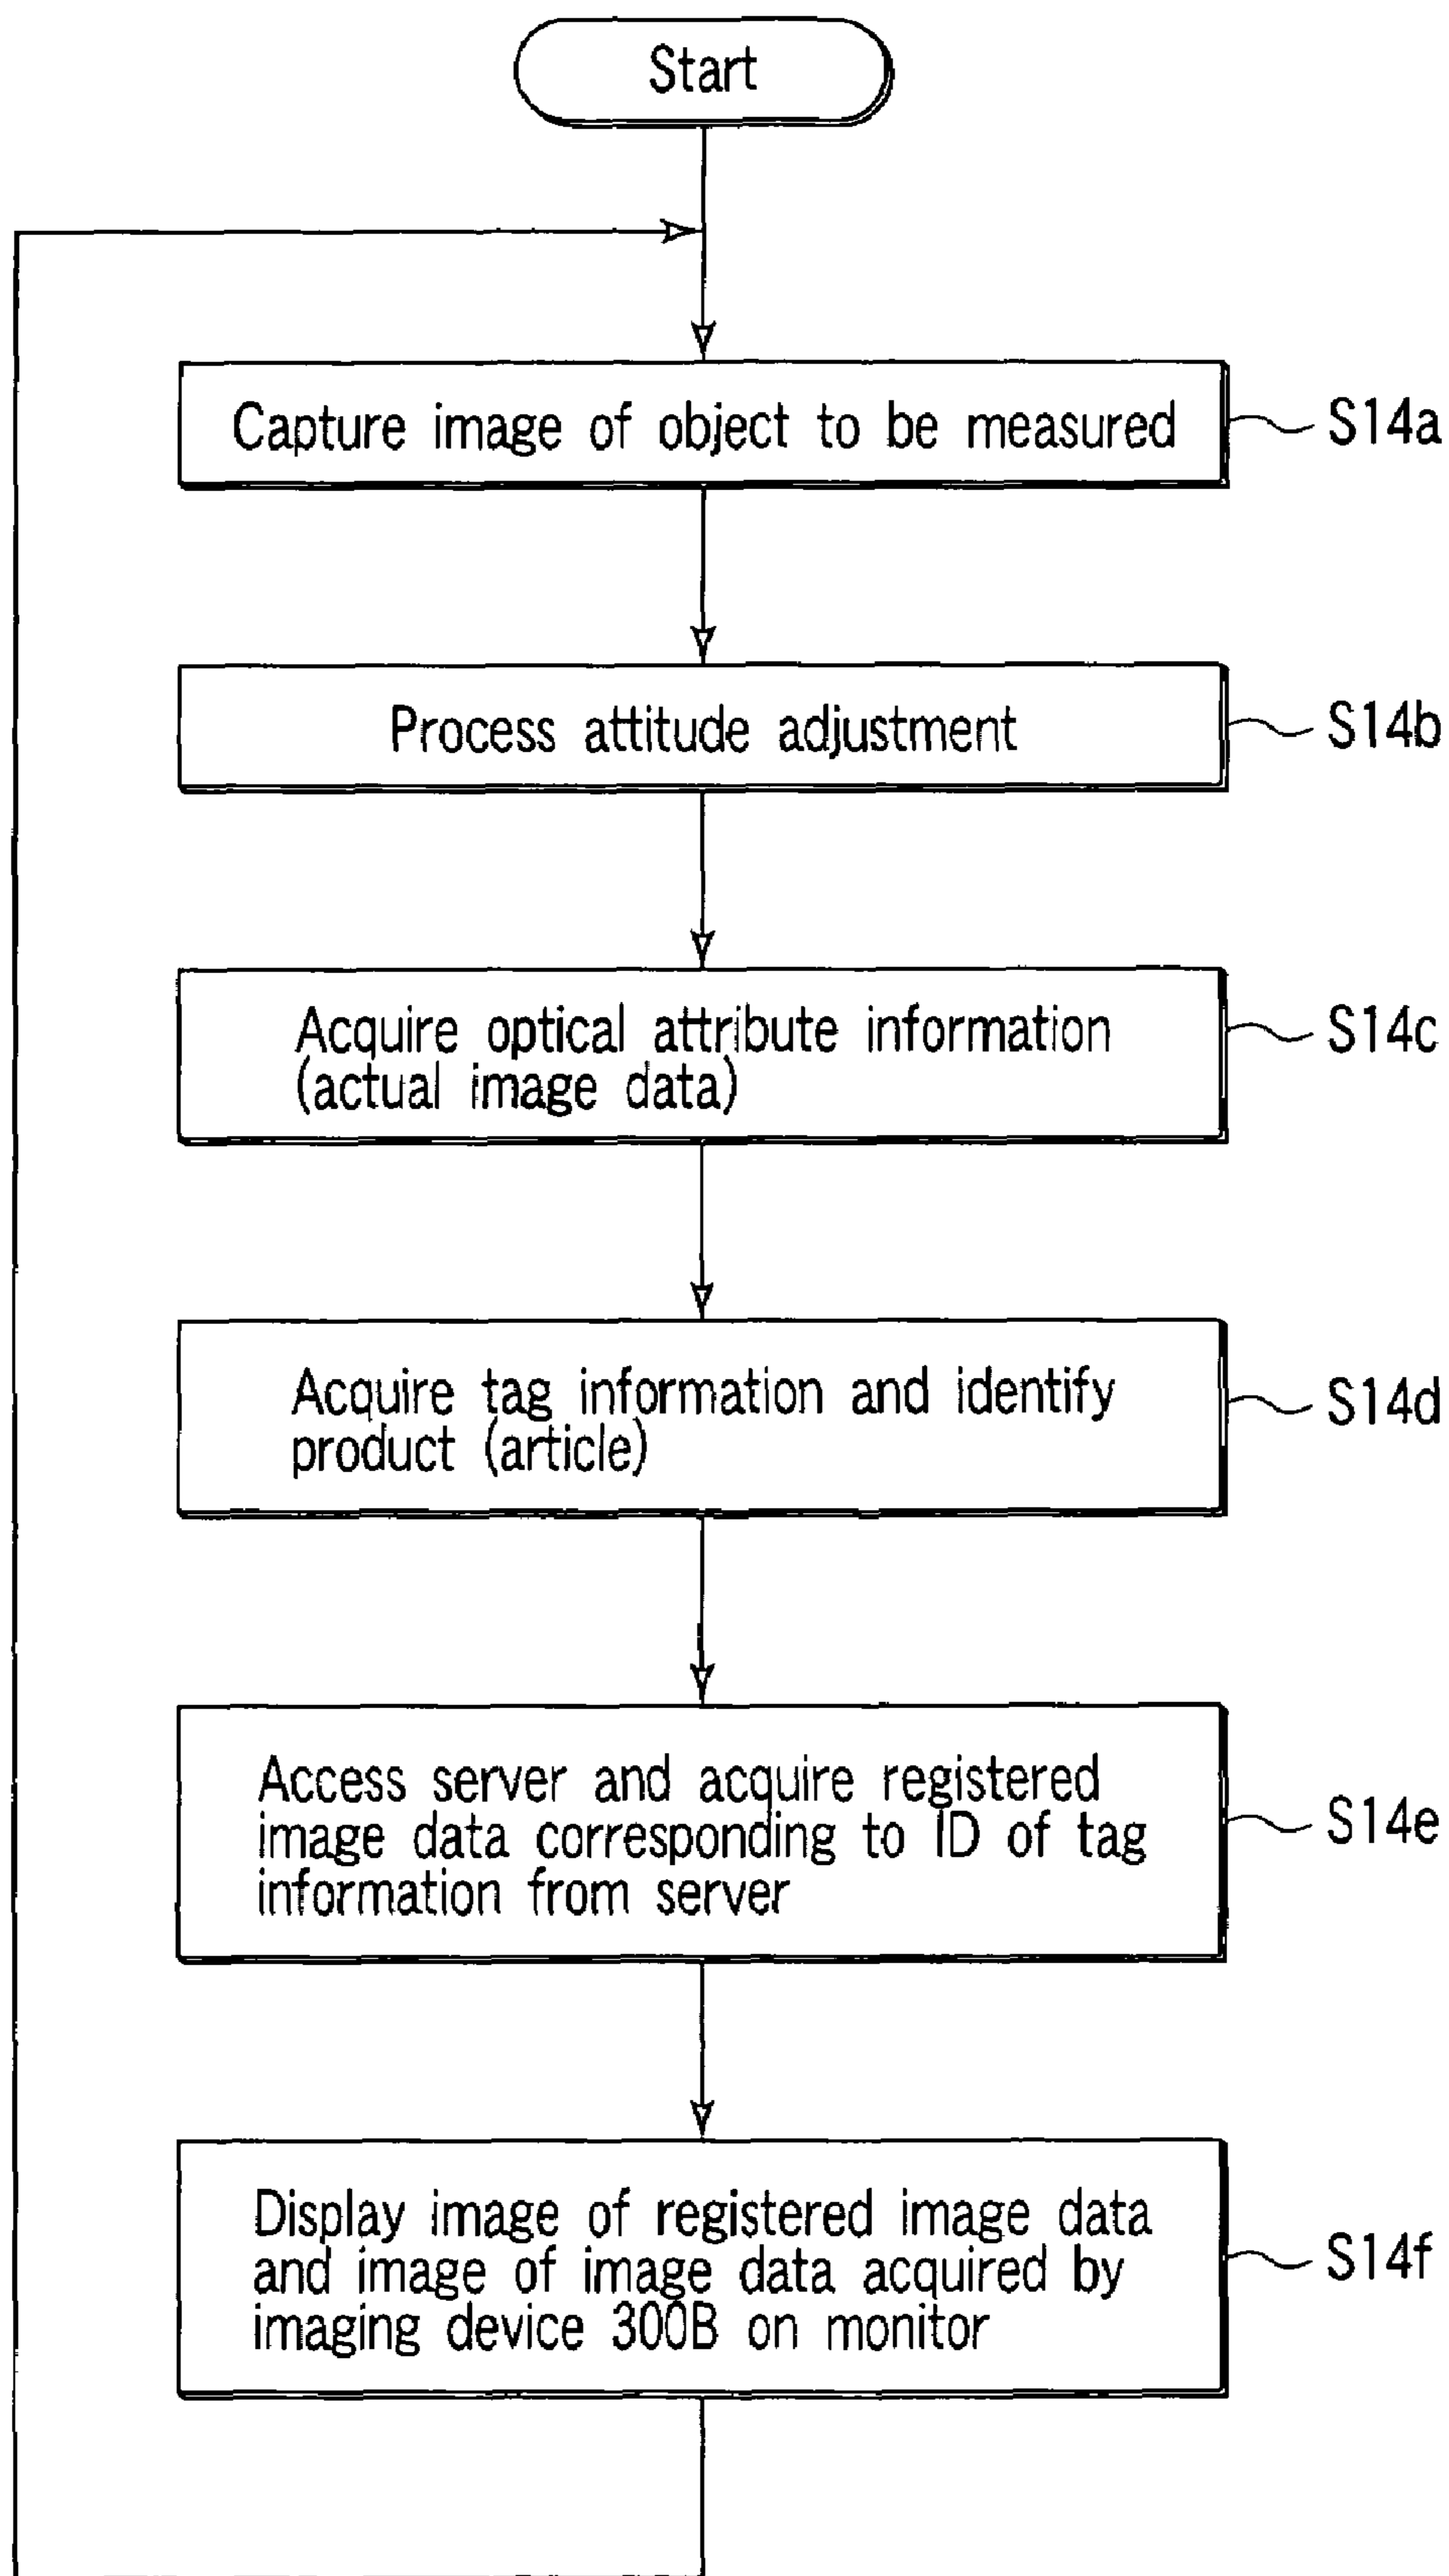 Start
Capture image of object to be measured
S14a
Process attitude adjustment
S14b
Acquire optical attribute information
(actual image data)
S14c
Acquire tag information and identify
product (article)
S14d
Access server and acquire registered
image data corresponding to ID of tag
information from server
S14e
Display image of registered image data
and image of image data acquired by
imaging device 300B on monitor
S14f